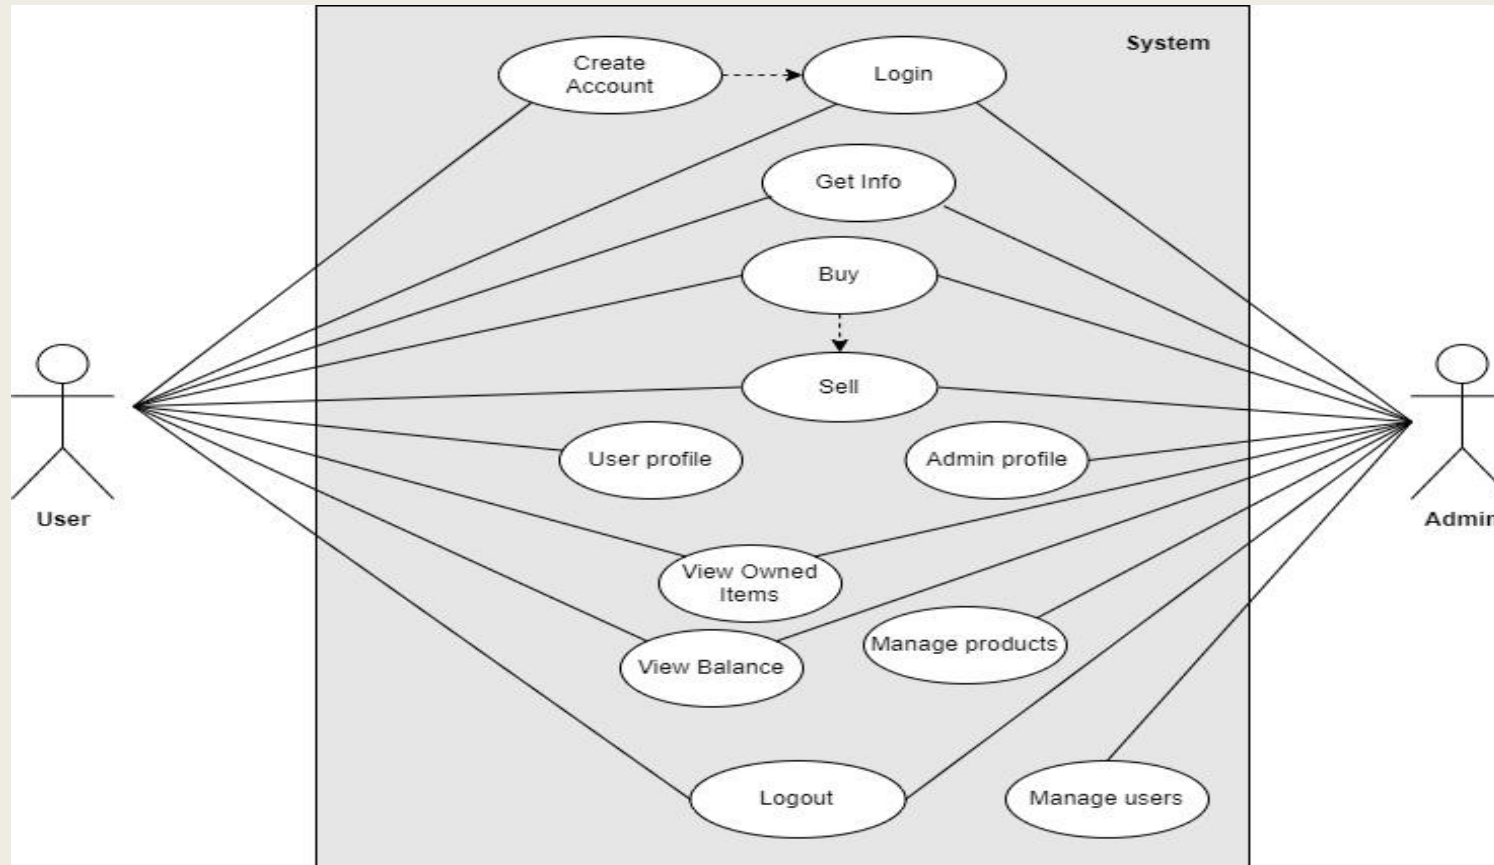 System
Create
Account
Login
Get Info
Buy
Sell
User profile
Admin profile
User
Admin
View Owned
Items
Manage products
View Balance
Logout
Manage users